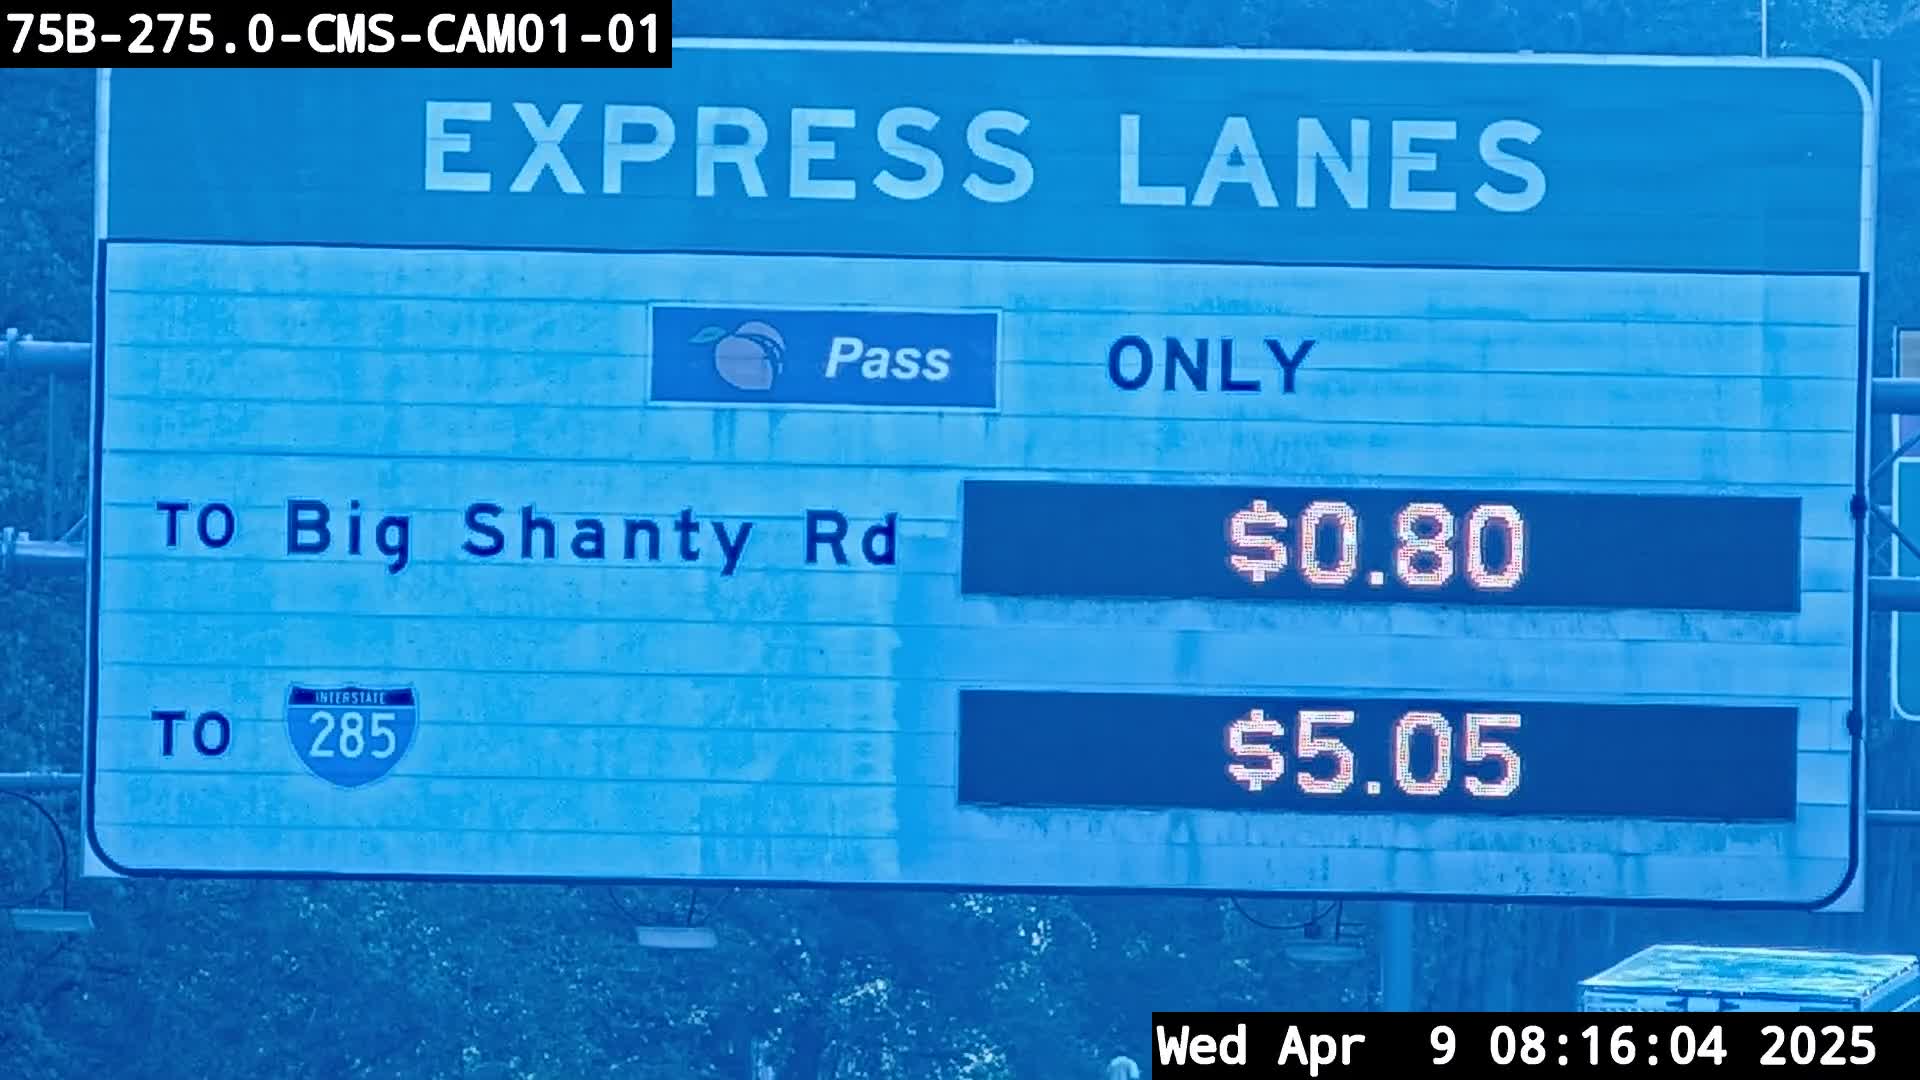 75B-275.0-CMS-CAM01-01
EXPRESS LANES
Pass ONLY
TO Big Shanty Rd $0.80
INTERSTATE
TO 285 $5.05
Wed Apr 9 08:16:04 2025